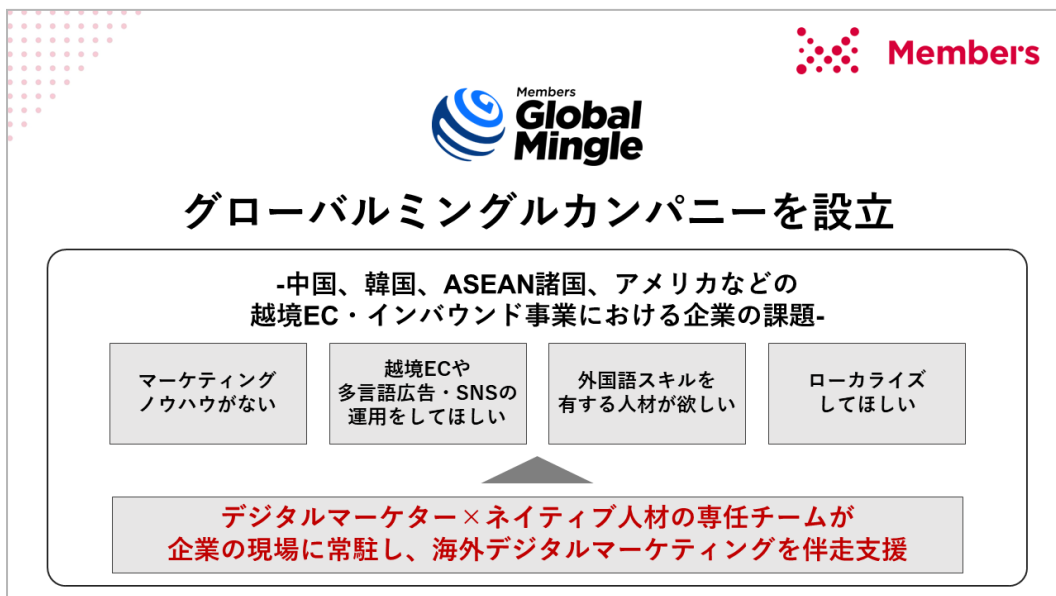 Members
Members
Global
Mingle
グローバルミングルカンパニーを設立
-中国、韓国、ASEAN諸国、アメリカなどの
越境EC・インバウンド事業における企業の課題-
マーケティング
ノウハウがない
越境ECや
多言語広告・SNSの
運用をしてほしい
外国語スキルを
有する人材が欲しい
ローカライズ
してほしい
デジタルマーケター×ネイティブ人材の専任チームが
企業の現場に常駐し、海外デジタルマーケティングを伴走支援